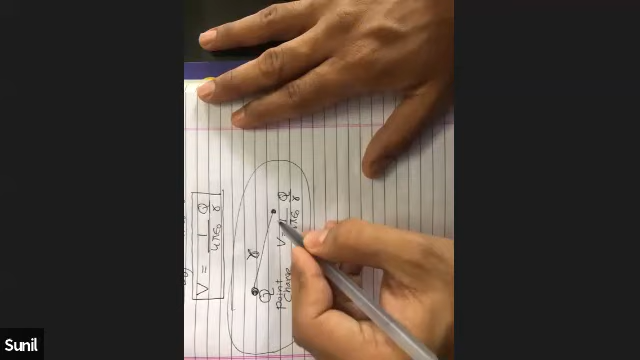 V = 1/4πε₀ Q/r
r
Q
Point
Charge
V = 1/4πε₀ Q/r
Sunil